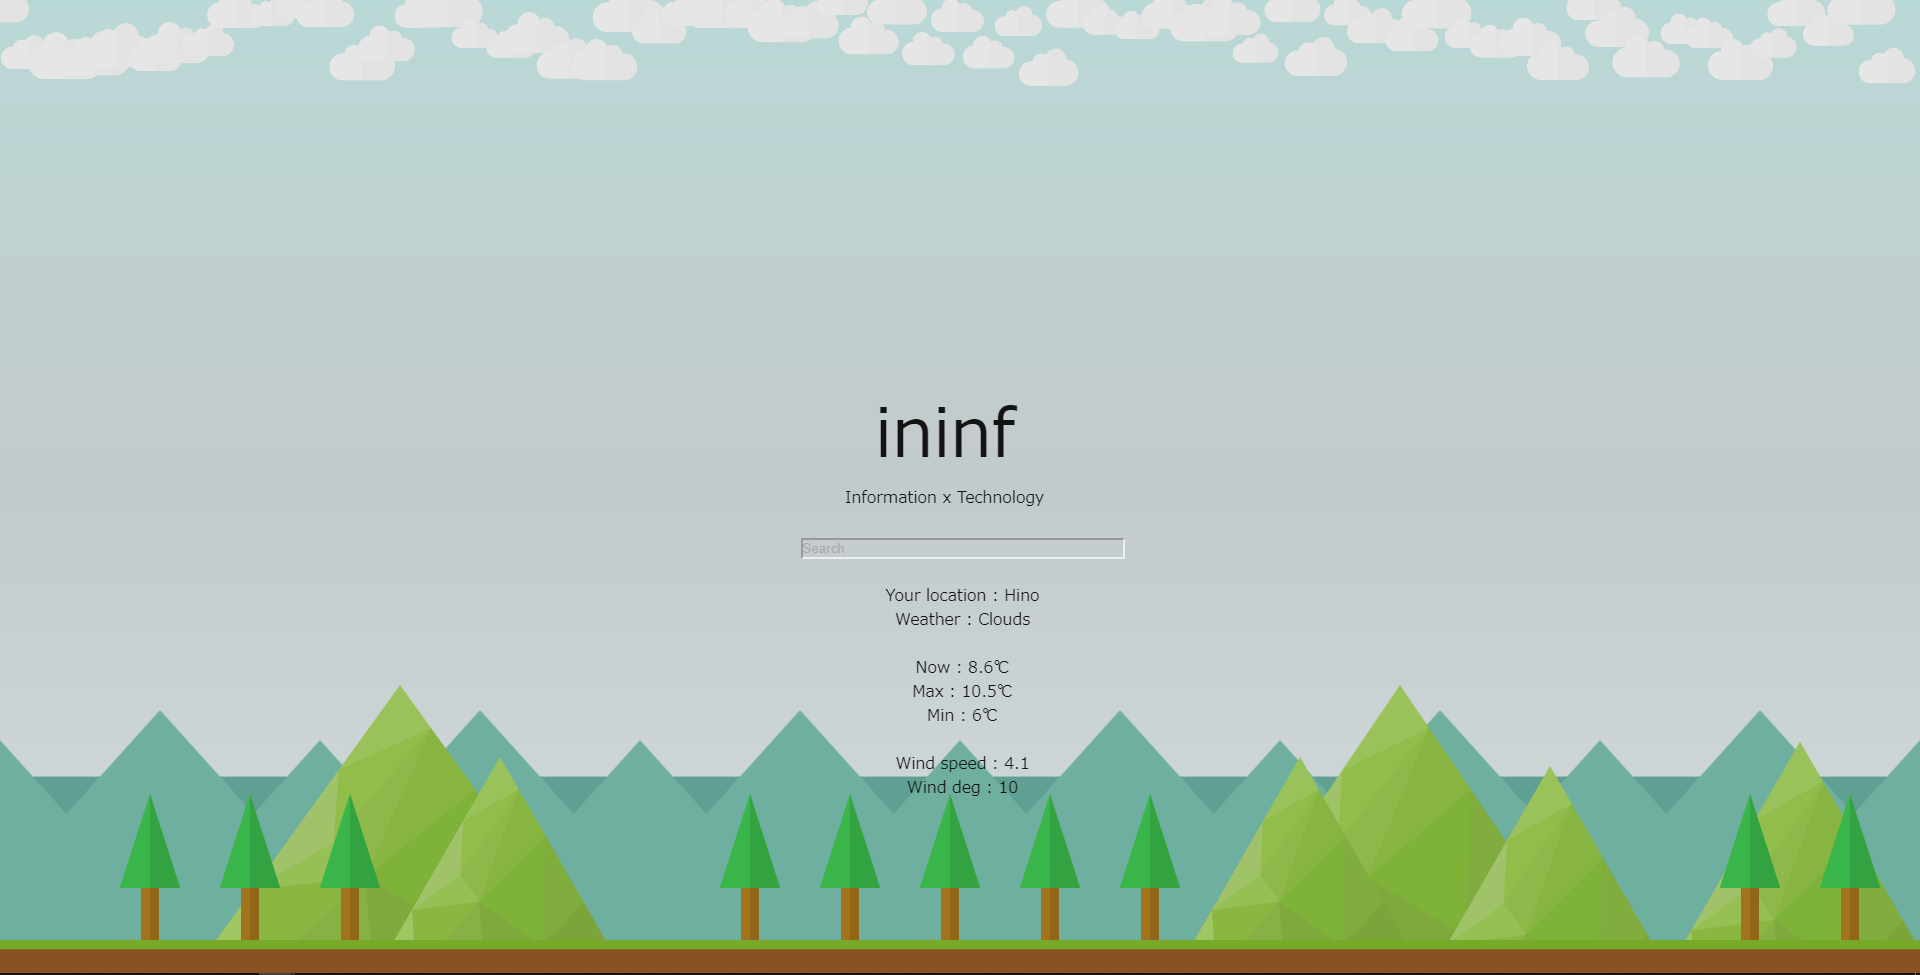 ininf
Information x Technology
Search
Your location : Hino
Weather : Clouds
Now : 8.6℃
Max : 10.5℃
Min : 6℃
Wind speed : 4.1
Wind deg : 10